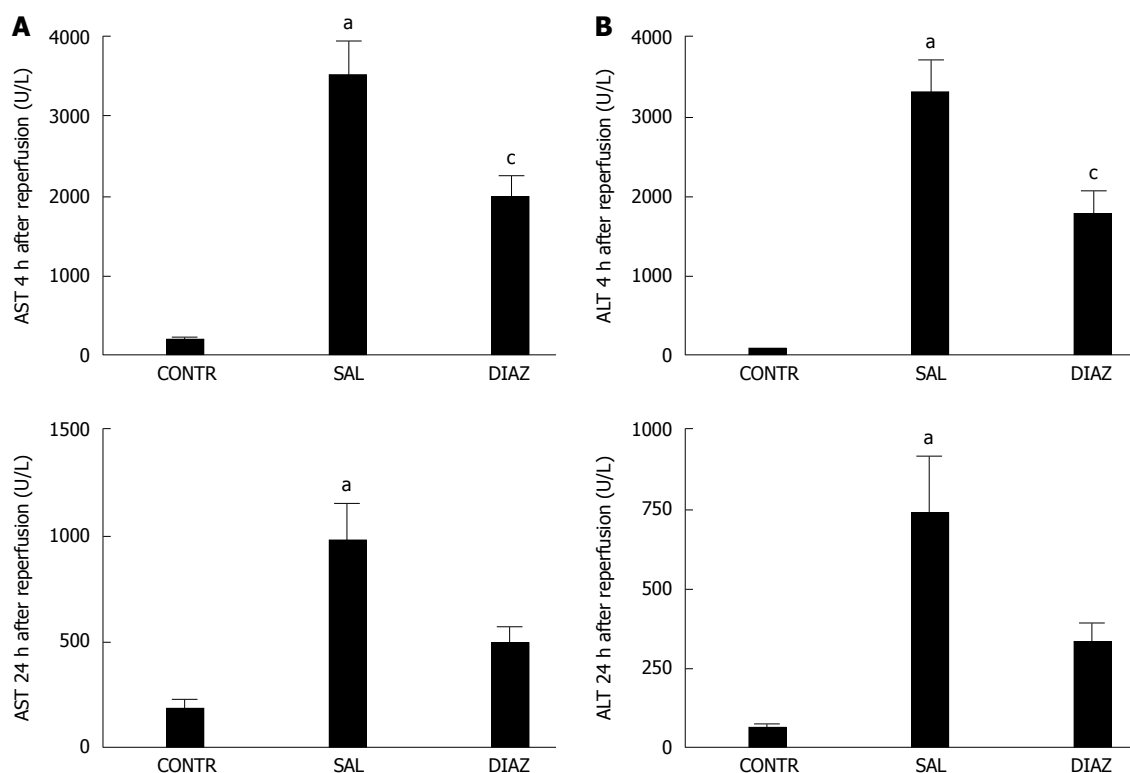 A
AST 4 h after reperfusion (U/L)
4000
3000
2000
1000
0
a
c
CONTR SAL DIAZ
B
ALT 4 h after reperfusion (U/L)
4000
3000
2000
1000
0
a
c
CONTR SAL DIAZ
AST 24 h after reperfusion (U/L)
1500
1000
500
0
a
CONTR SAL DIAZ
ALT 24 h after reperfusion (U/L)
1000
750
500
250
0
a
CONTR SAL DIAZ